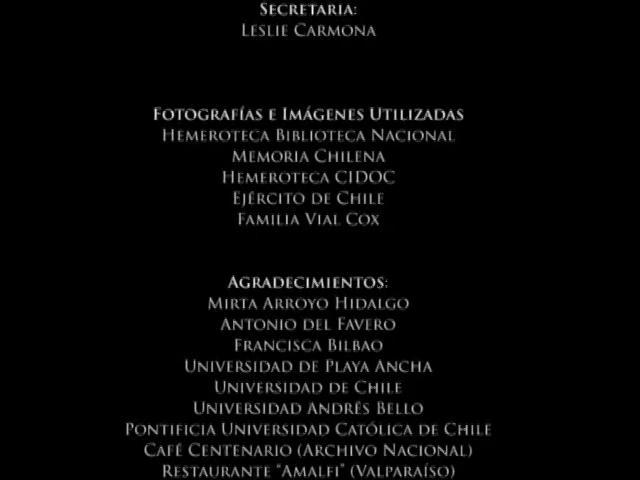 Secretaria:
Leslie Carmona
Fotografías e Imágenes Utilizadas
Hemeroteca Biblioteca Nacional
Memoria Chilena
Hemeroteca CIDOC
Ejército de Chile
Familia Vial Cox
Agradecimientos:
Mirta Arroyo Hidalgo
Antonio del Favero
Francisca Bilbao
Universidad de Playa Ancha
Universidad de Chile
Universidad Andrés Bello
Pontificia Universidad Católica de Chile
Café Centenario (Archivo Nacional)
Restaurante "Amalfi" (Valparaíso)